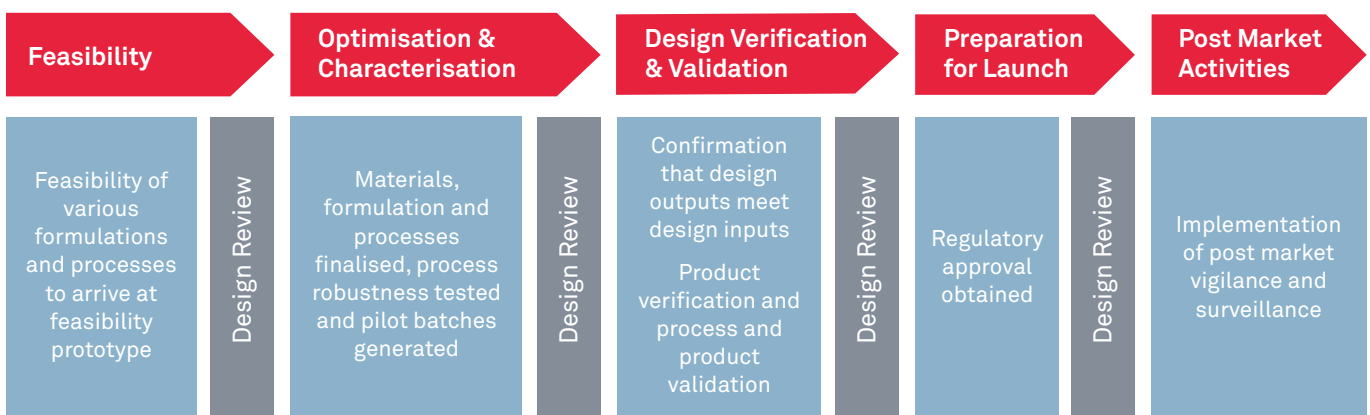 Feasibility
Optimisation &
Characterisation
Design Verification
& Validation
Preparation
for Launch
Post Market
Activities
Feasibility of
various
formulations
and processes
to arrive at
feasibility
prototype
Design Review
Materials,
formulation and
processes
finalised, process
robustness tested
and pilot batches
generated
Design Review
Confirmation
that design
outputs meet
design inputs
Product
verification and
process and
product
validation
Design Review
Regulatory
approval
obtained
Design Review
Implementation
of post market
vigilance and
surveillance